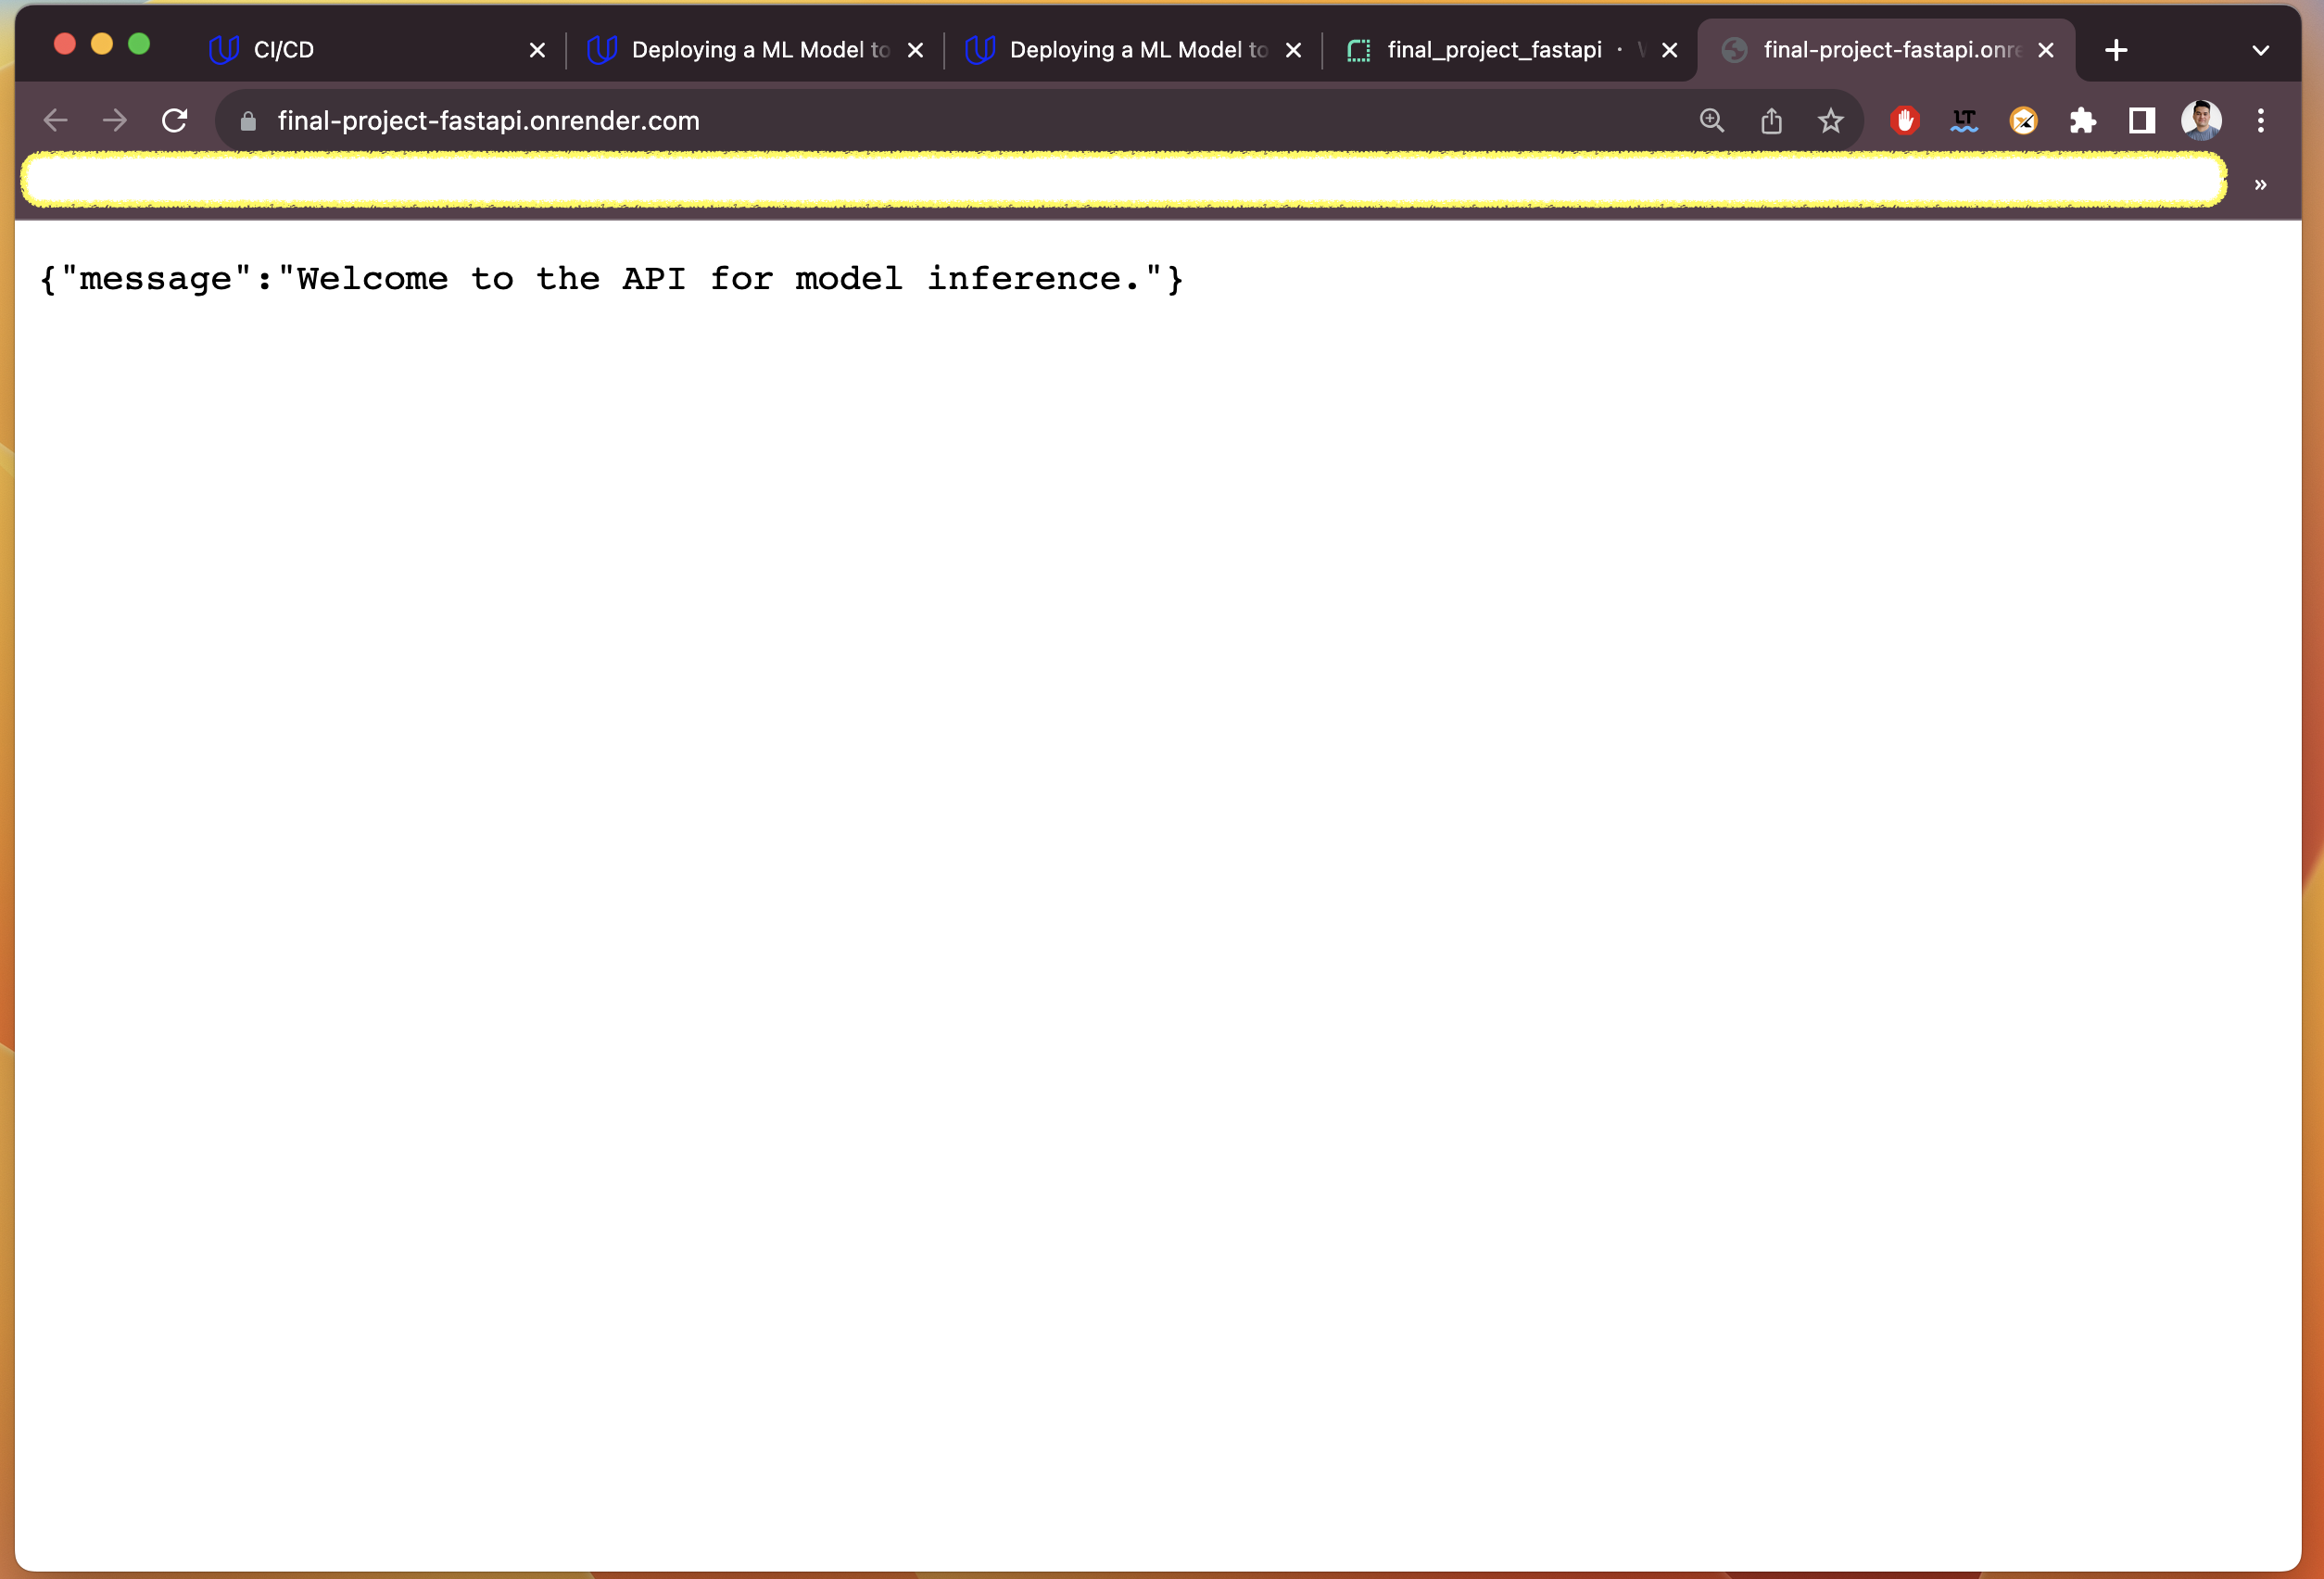 CI/CD
Deploying a ML Model to
Deploying a ML Model to
final_project_fastapi ·
final-project-fastapi.onre
final-project-fastapi.onrender.com
LT
»
{"message":"Welcome to the API for model inference."}